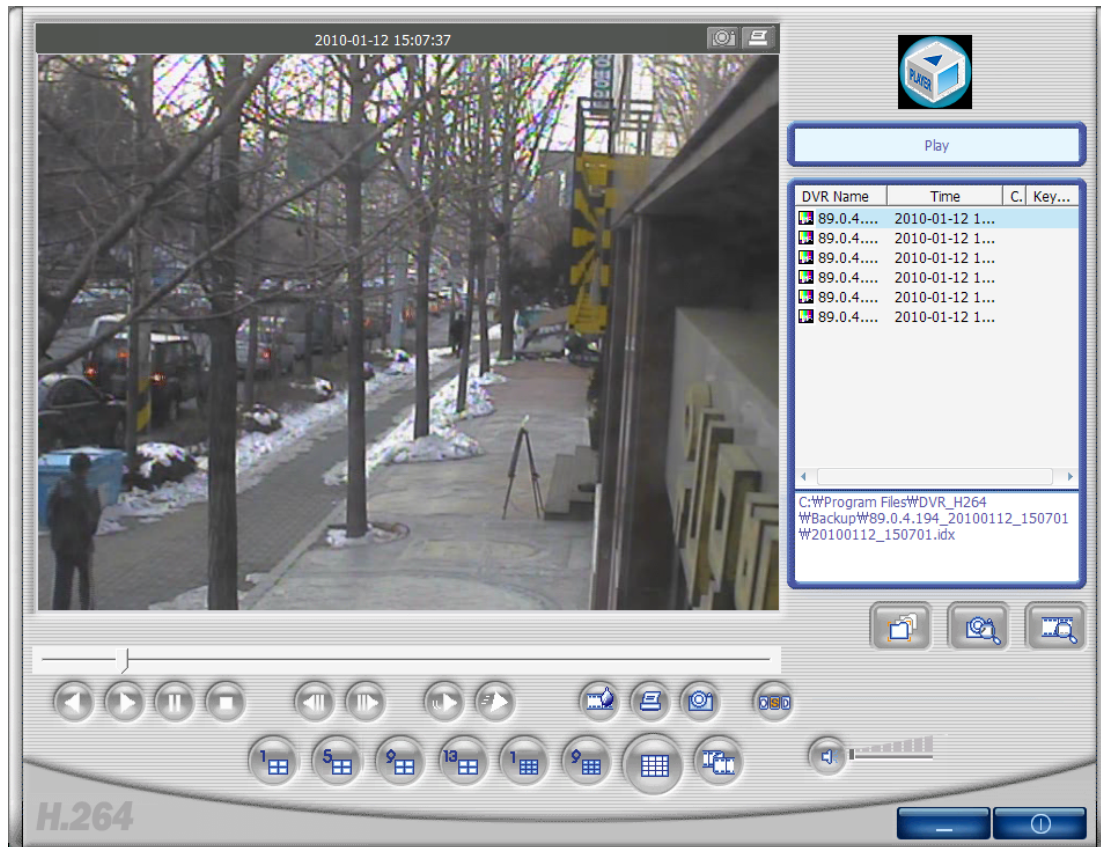 2010-01-12 15:07:37
PLAYER
Play
DVR Name Time C. Key...
89.0.4.... 2010-01-12 1...
89.0.4.... 2010-01-12 1...
89.0.4.... 2010-01-12 1...
89.0.4.... 2010-01-12 1...
89.0.4.... 2010-01-12 1...
89.0.4.... 2010-01-12 1...
C:₩Program Files₩DVR_H264
₩Backup₩89.0.4.194_20100112_150701
₩20100112_150701.idx
OSD
1 5 9 13 1 9
H.264